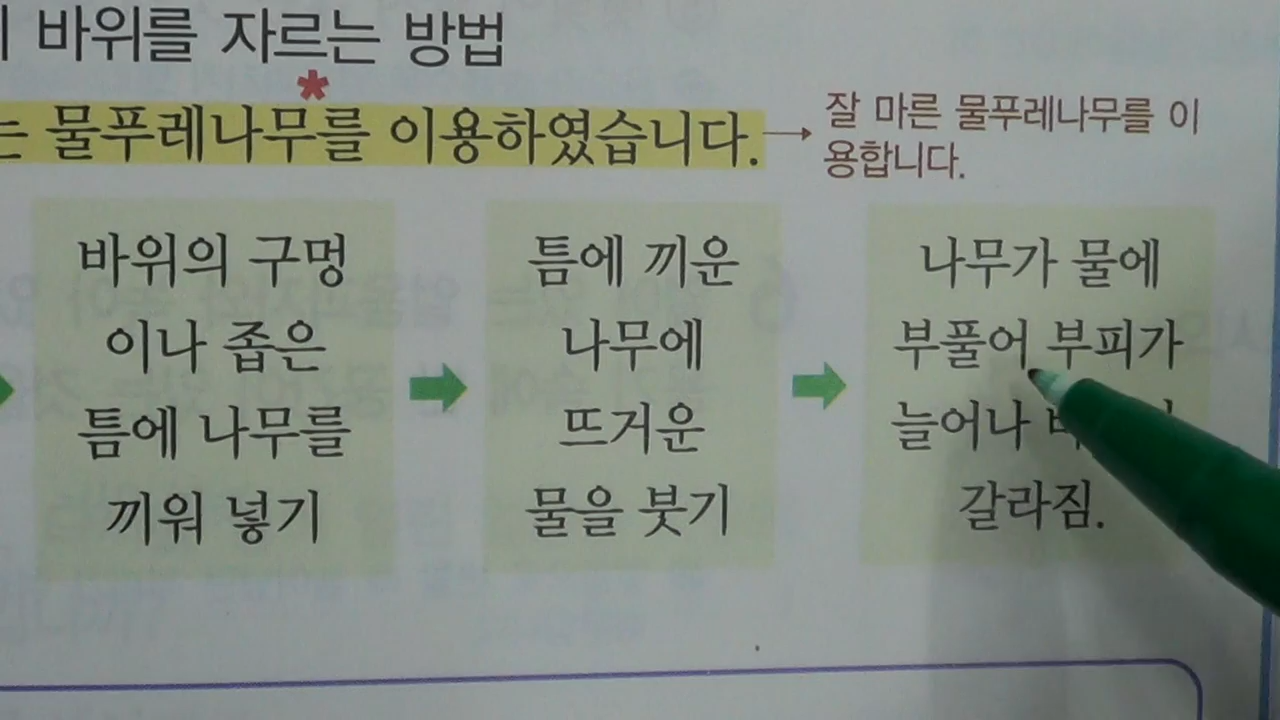 바위를 자르는 방법
*
는 물푸레나무를 이용하였습니다.
잘 마른 물푸레나무를 이
용합니다.
바위의 구멍
이나 좁은
틈에 나무를
끼워 넣기
틈에 끼운
나무에
뜨거운
물을 붓기
나무가 물에
부풀어 부피가
늘어나
갈라짐.